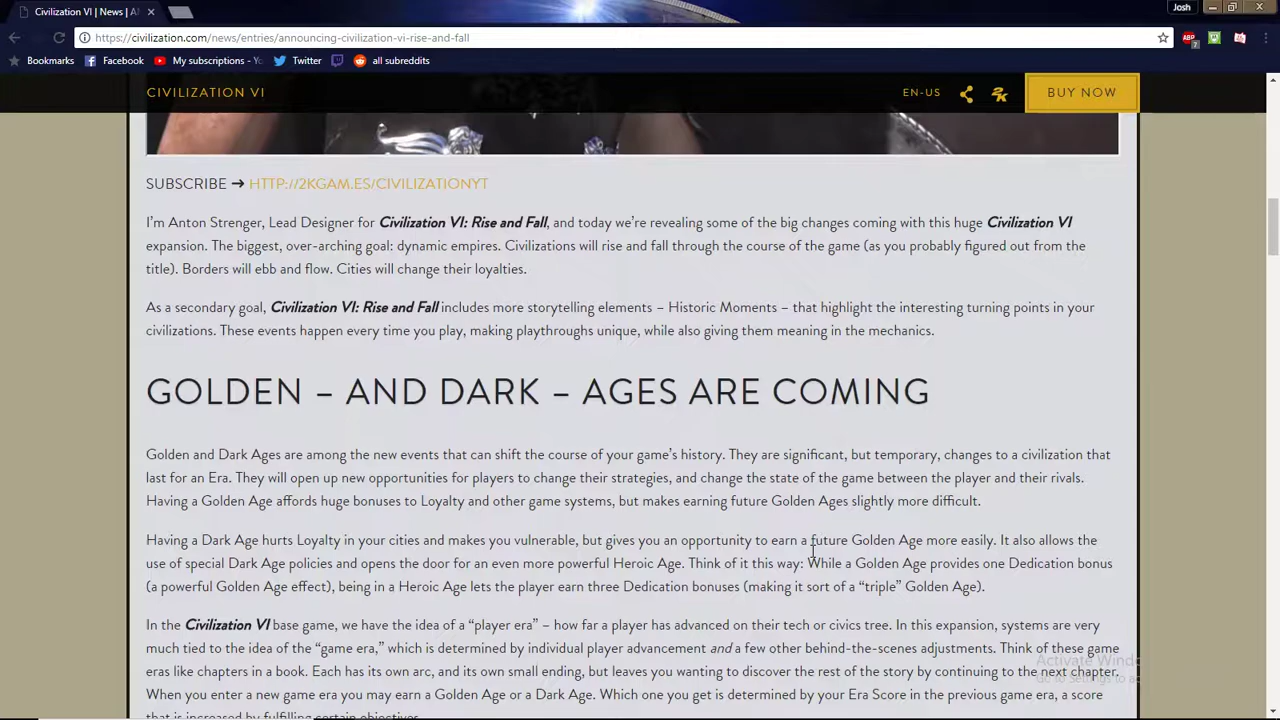 Civilization VI | News | A
Josh
https://civilization.com/news/entries/announcing-civilization-vi-rise-and-fall
ABP
7
Bookmarks Facebook My subscriptions - Yo Twitter all subreddits
CIVILIZATION VI
EN-US
2K
BUY NOW
SUBSCRIBE ➞ HTTP://2KGAM.ES/CIVILIZATIONYT
I'm Anton Strenger, Lead Designer for Civilization VI: Rise and Fall, and today we're revealing some of the big changes coming with this huge Civilization VI
expansion. The biggest, over-arching goal: dynamic empires. Civilizations will rise and fall through the course of the game (as you probably figured out from the
title). Borders will ebb and flow. Cities will change their loyalties.
As a secondary goal, Civilization VI: Rise and Fall includes more storytelling elements – Historic Moments – that highlight the interesting turning points in your
civilizations. These events happen every time you play, making playthroughs unique, while also giving them meaning in the mechanics.
GOLDEN – AND DARK – AGES ARE COMING
Golden and Dark Ages are among the new events that can shift the course of your game's history. They are significant, but temporary, changes to a civilization that
last for an Era. They will open up new opportunities for players to change their strategies, and change the state of the game between the player and their rivals.
Having a Golden Age affords huge bonuses to Loyalty and other game systems, but makes earning future Golden Ages slightly more difficult.
Having a Dark Age hurts Loyalty in your cities and makes you vulnerable, but gives you an opportunity to earn a future Golden Age more easily. It also allows the
use of special Dark Age policies and opens the door for an even more powerful Heroic Age. Think of it this way: While a Golden Age provides one Dedication bonus
(a powerful Golden Age effect), being in a Heroic Age lets the player earn three Dedication bonuses (making it sort of a "triple" Golden Age).
In the Civilization VI base game, we have the idea of a "player era" – how far a player has advanced on their tech or civics tree. In this expansion, systems are very
much tied to the idea of the "game era," which is determined by individual player advancement and a few other behind-the-scenes adjustments. Think of these game
eras like chapters in a book. Each has its own arc, and its own small ending, but leaves you wanting to discover the rest of the story by continuing to the next chapter.
When you enter a new game era you may earn a Golden Age or a Dark Age. Which one you get is determined by your Era Score in the previous game era, a score
that is increased by fulfilling certain objectives.
Activate Windo
Go to Settings to a